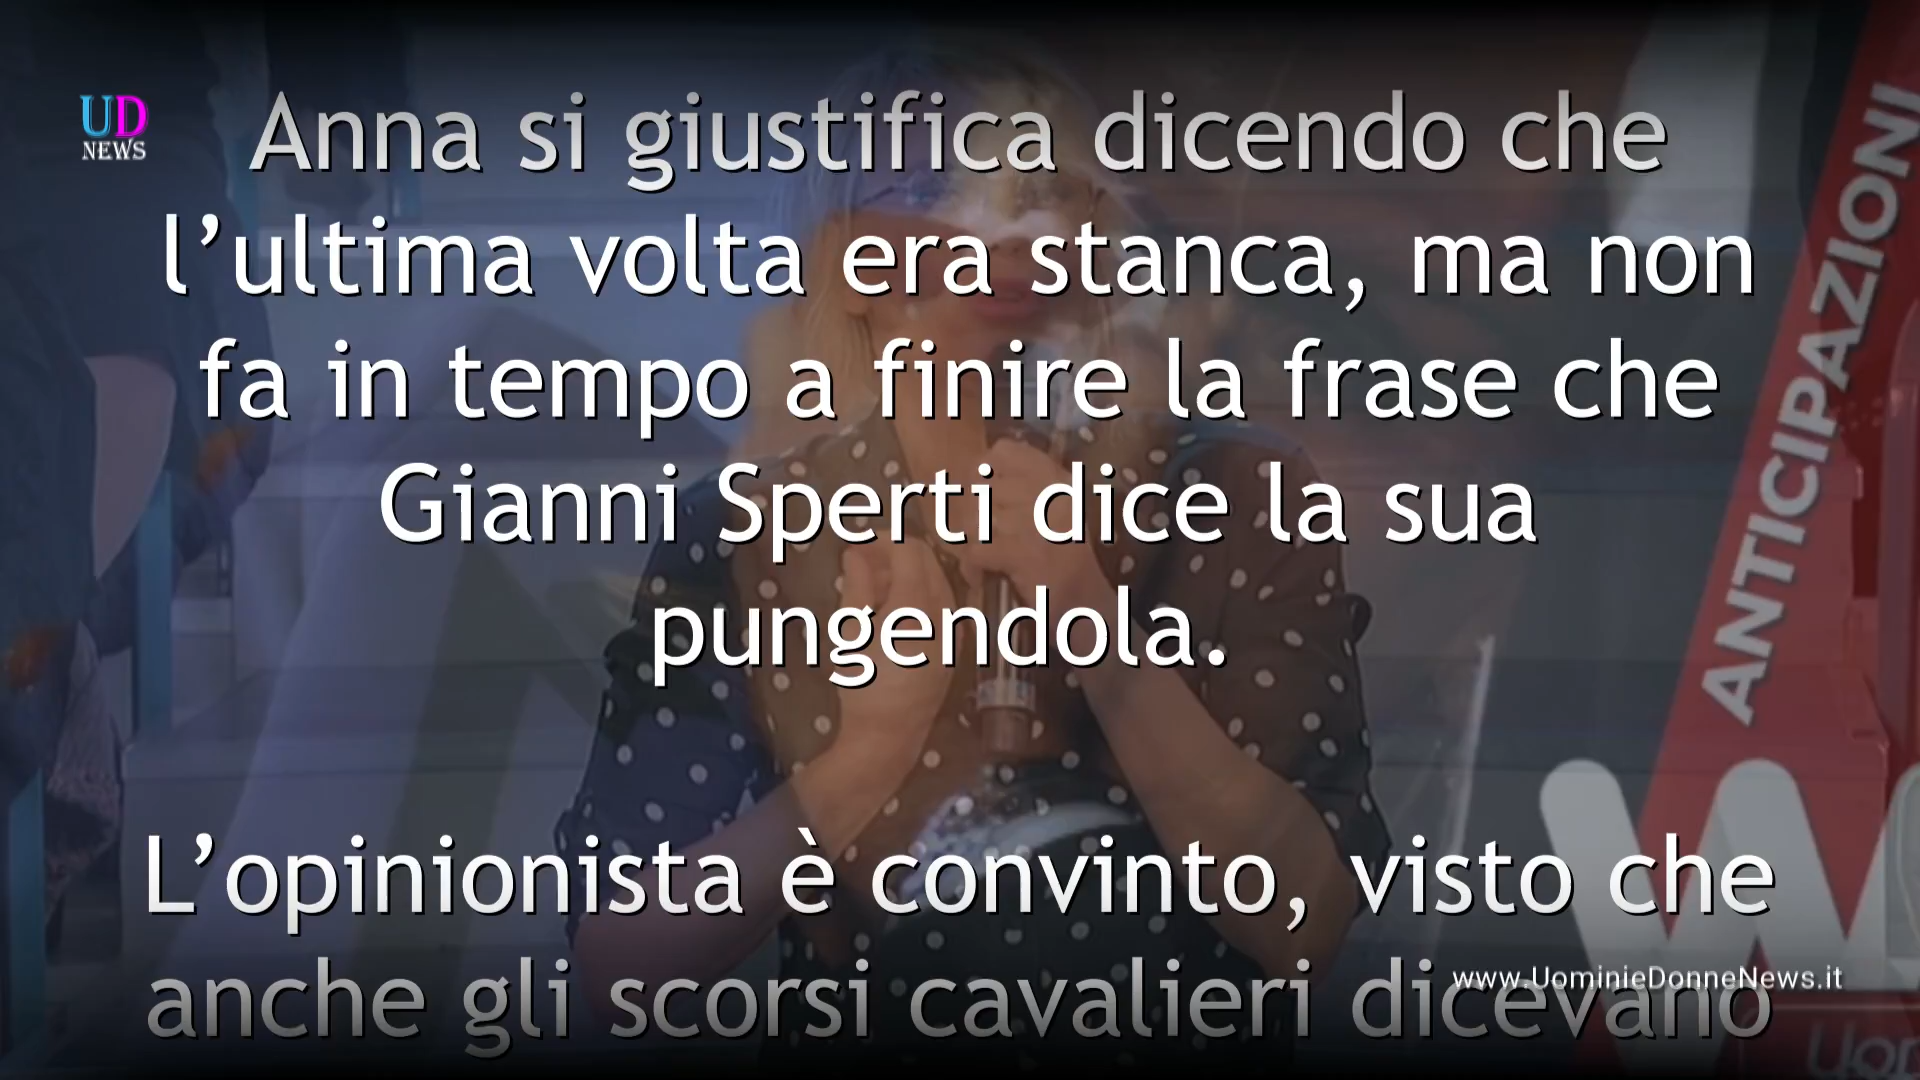 UD
NEWS
Anna si giustifica dicendo che
l’ultima volta era stanca, ma non
fa in tempo a finire la frase che
Gianni Sperti dice la sua
pungendola.
L’opinionista è convinto, visto che
anche gli scorsi cavalieri dicevano
www.UominieDonneNews.it
ANTICIPAZIONI